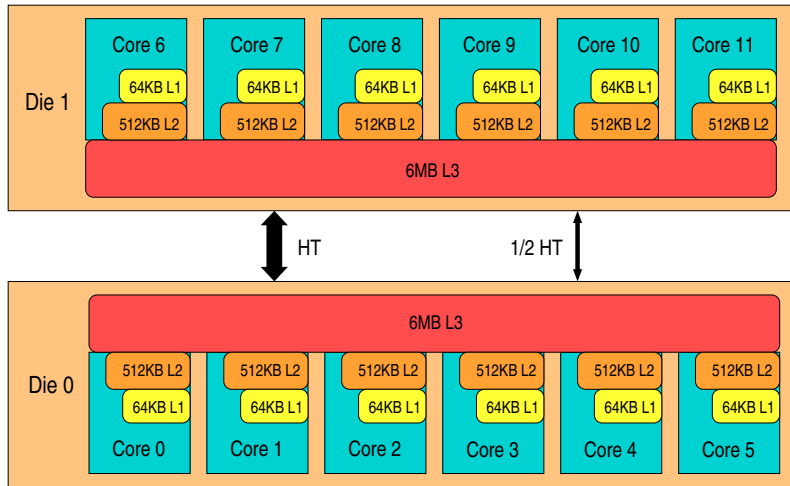 Core 6 Core 7 Core 8 Core 9 Core 10 Core 11
64KB L1 64KB L1 64KB L1 64KB L1 64KB L1 64KB L1
Die 1
512KB L2 512KB L2 512KB L2 512KB L2 512KB L2 512KB L2
6MB L3
HT 1/2 HT
6MB L3
512KB L2 512KB L2 512KB L2 512KB L2 512KB L2 512KB L2
Die 0
64KB L1 64KB L1 64KB L1 64KB L1 64KB L1 64KB L1
Core 0 Core 1 Core 2 Core 3 Core 4 Core 5